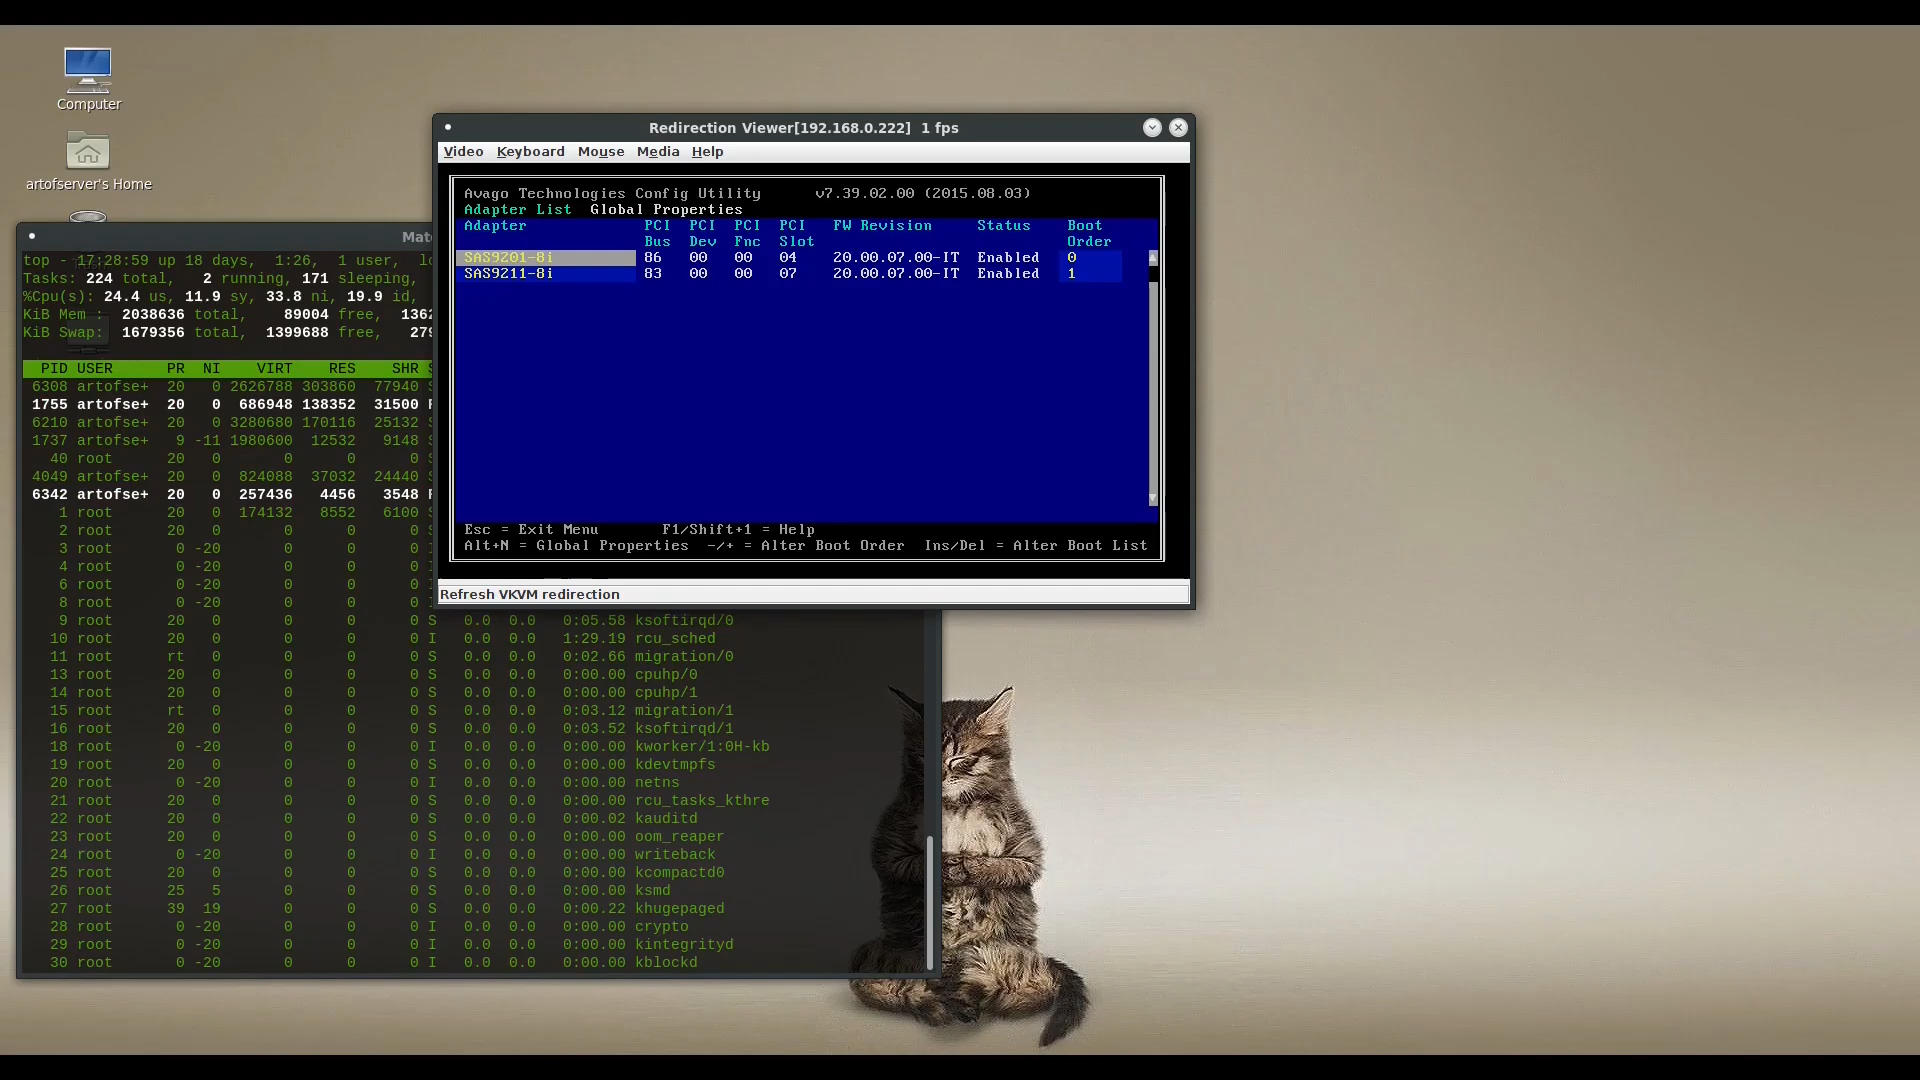 Computer
artofserver's Home
Redirection Viewer[192.168.0.222]  1 fps
Video Keyboard Mouse Media Help
Avago Technologies Config Utility      v7.39.02.00 (2015.08.03)
Adapter List  Global Properties
Adapter PCI PCI PCI PCI FW Revision Status Boot
Bus Dev Fnc Slot Order
SAS9201-8i 86 00 00 04 20.00.07.00-IT Enabled 0
SAS9211-8i 83 00 00 07 20.00.07.00-IT Enabled 1
Esc = Exit Menu       F1/Shift+1 = Help
Alt+N = Global Properties  -/+ = Alter Boot Order  Ins/Del = Alter Boot List
Refresh VKVM redirection
top - 17:28:59 up 18 days,  1:26,  1 user,
Tasks: 224 total,   2 running, 171 sleeping,
%Cpu(s): 24.4 us, 11.9 sy, 33.8 ni, 19.9 id,
KiB Mem :  2038636 total,    89004 free,
KiB Swap:  1679356 total,  1399688 free,
PID USER PR NI VIRT RES SHR
6308 artofse+ 20 0 2626788 303860 77940
1755 artofse+ 20 0 686948 138352 31500
6210 artofse+ 20 0 3280680 170116 25132
1737 artofse+ 9 -11 1980600 12532 9148
40 root 20 0 0 0 0
4049 artofse+ 20 0 824088 37032 24440
6342 artofse+ 20 0 257436 4456 3548
1 root 20 0 174132 8552 6100
2 root 20 0 0 0 0
3 root 0 -20 0 0 0
4 root 0 -20 0 0 0
6 root 0 -20 0 0 0
8 root 0 -20 0 0 0
9 root 20 0 0 0 0 S 0.0 0.0 0:05.58 ksoftirqd/0
10 root 20 0 0 0 0 I 0.0 0.0 1:29.19 rcu_sched
11 root rt 0 0 0 0 S 0.0 0.0 0:02.66 migration/0
13 root 20 0 0 0 0 S 0.0 0.0 0:00.00 cpuhp/0
14 root 20 0 0 0 0 S 0.0 0.0 0:00.00 cpuhp/1
15 root rt 0 0 0 0 S 0.0 0.0 0:03.12 migration/1
16 root 20 0 0 0 0 S 0.0 0.0 0:03.52 ksoftirqd/1
18 root 0 -20 0 0 0 I 0.0 0.0 0:00.00 kworker/1:0H-kb
19 root 20 0 0 0 0 S 0.0 0.0 0:00.00 kdevtmpfs
20 root 0 -20 0 0 0 I 0.0 0.0 0:00.00 netns
21 root 20 0 0 0 0 S 0.0 0.0 0:00.00 rcu_tasks_kthre
22 root 20 0 0 0 0 S 0.0 0.0 0:00.02 kauditd
23 root 20 0 0 0 0 S 0.0 0.0 0:00.00 oom_reaper
24 root 0 -20 0 0 0 I 0.0 0.0 0:00.00 writeback
25 root 20 0 0 0 0 S 0.0 0.0 0:00.00 kcompactd0
26 root 25 5 0 0 0 S 0.0 0.0 0:00.00 ksmd
27 root 39 19 0 0 0 S 0.0 0.0 0:00.22 khugepaged
28 root 0 -20 0 0 0 I 0.0 0.0 0:00.00 crypto
29 root 0 -20 0 0 0 I 0.0 0.0 0:00.00 kintegrityd
30 root 0 -20 0 0 0 I 0.0 0.0 0:00.00 kblockd